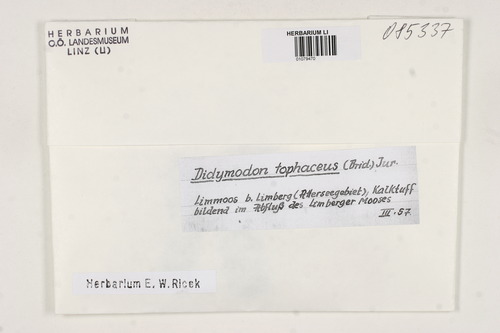 HERBARIUM
O.Ö. LANDESMUSEUM
LINZ (LI)
HERBARIUM LI
01079470
085337
Didymodon tophaceus (Brid.) Jur.
Limmoos b. Limberg (Atterseegebiet), Kalktuff
bildend im Abfluß des Limberger Mooses
III. 57.
Herbarium E. W. Ricek